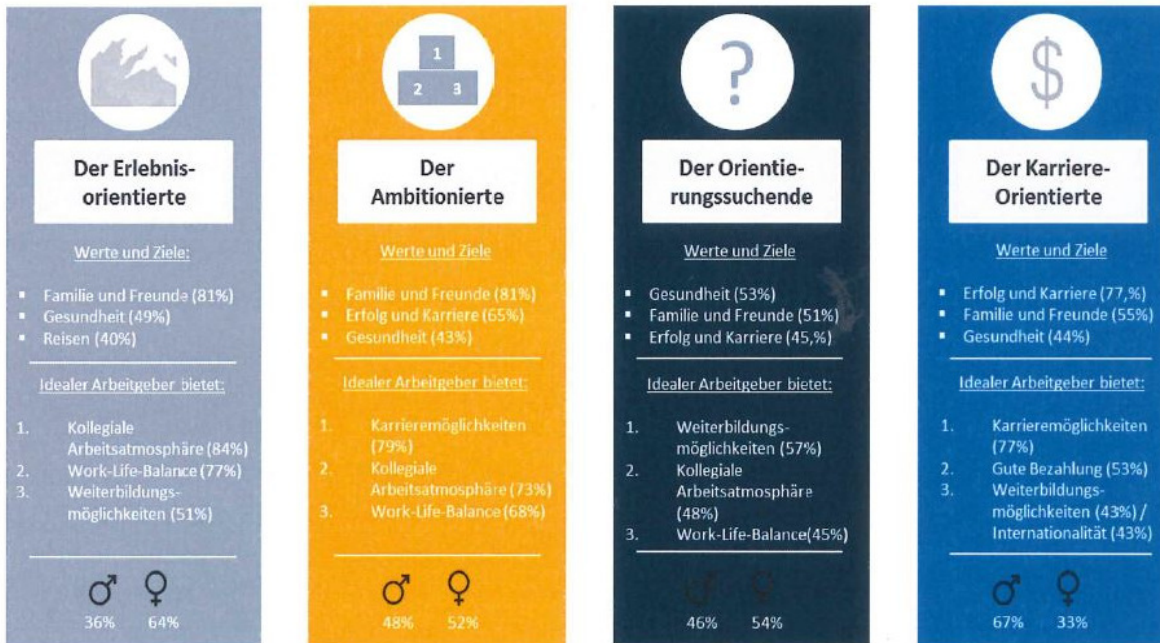 1
2 3
?
$
Der Erlebnis-
orientierte
Werte und Ziele:
▪ Familie und Freunde (81%)
▪ Gesundheit (49%)
▪ Reisen (40%)
Idealer Arbeitgeber bietet:
1. Kollegiale
Arbeitsatmosphäre (84%)
2. Work-Life-Balance (77%)
3. Weiterbildungs-
möglichkeiten (51%)
♂ ♀
36% 64%
Der
Ambitionierte
Werte und Ziele
▪ Familie und Freunde (81%)
▪ Erfolg und Karriere (65%)
▪ Gesundheit (43%)
Idealer Arbeitgeber bietet:
1. Karrieremöglichkeiten
(79%)
2. Kollegiale
Arbeitsatmosphäre (73%)
3. Work-Life-Balance (68%)
♂ ♀
48% 52%
Der Orientie-
rungssuchende
Werte und Ziele
▪ Gesundheit (53%)
▪ Familie und Freunde (51%)
▪ Erfolg und Karriere (45,%)
Idealer Arbeitgeber bietet:
1. Weiterbildungs-
möglichkeiten (57%)
2. Kollegiale
Arbeitsatmosphäre
(48%)
3. Work-Life-Balance(45%)
♂ ♀
46% 54%
Der Karriere-
Orientierte
Werte und Ziele
▪ Erfolg und Karriere (77,%)
▪ Familie und Freunde (55%)
▪ Gesundheit (44%)
Idealer Arbeitgeber bietet:
1. Karrieremöglichkeiten
(77%)
2. Gute Bezahlung (53%)
3. Weiterbildungs-
möglichkeiten (43%) /
Internationalität (43%)
♂ ♀
67% 33%